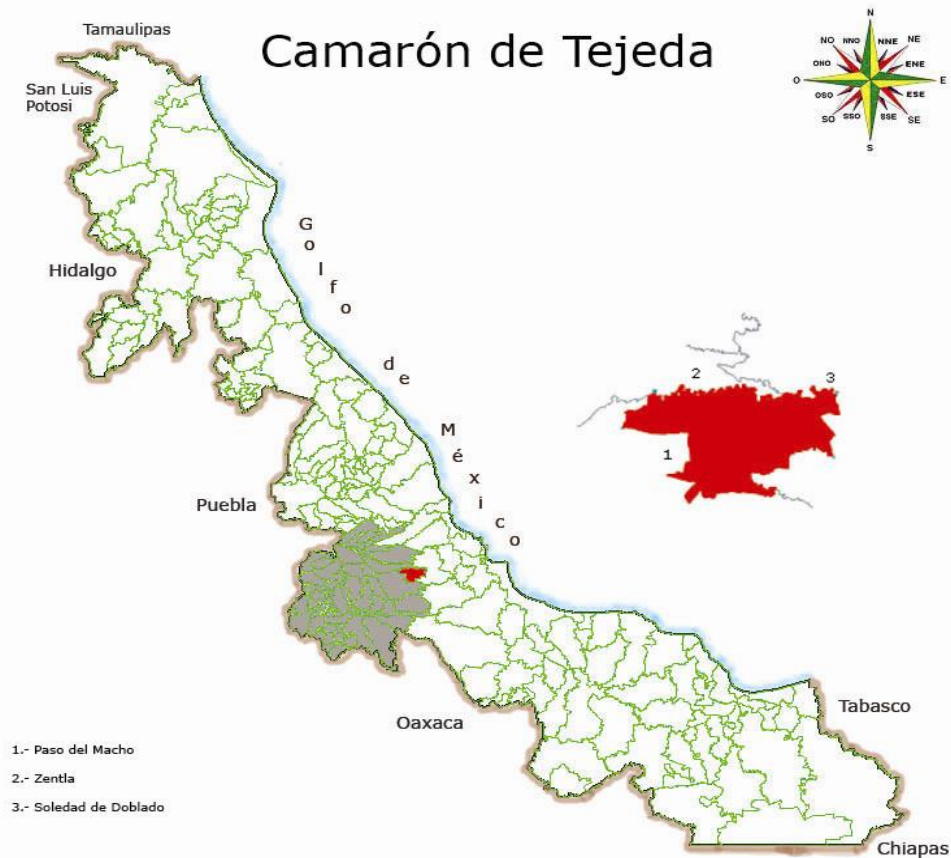 Camarón de Tejeda
Tamaulipas
San Luis
Potosi
Hidalgo
Puebla
Oaxaca
Tabasco
Chiapas
Golfo de México
N
NNO
NNE
NO
NE
ONO
ENE
O
E
OSO
ESE
SO
SSO
SSE
SE
S
2
3
1
1.- Paso del Macho
2.- Zentla
3.- Soledad de Doblado